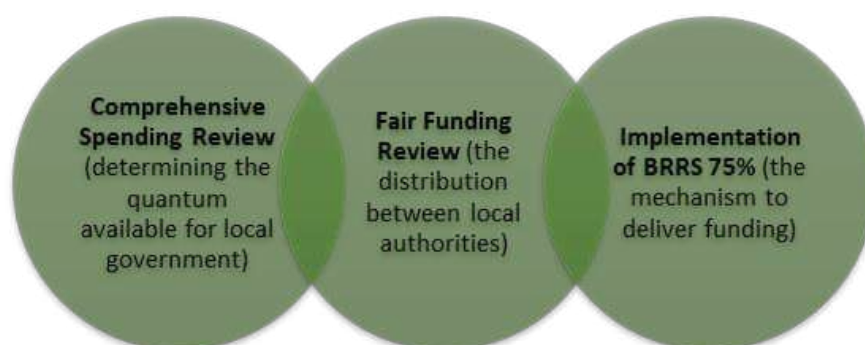 Comprehensive
Spending Review
(determining the
quantum
available for local
government)
Fair Funding
Review (the
distribution
between local
authorities)
Implementation
of BRRS 75% (the
mechanism to
deliver funding)